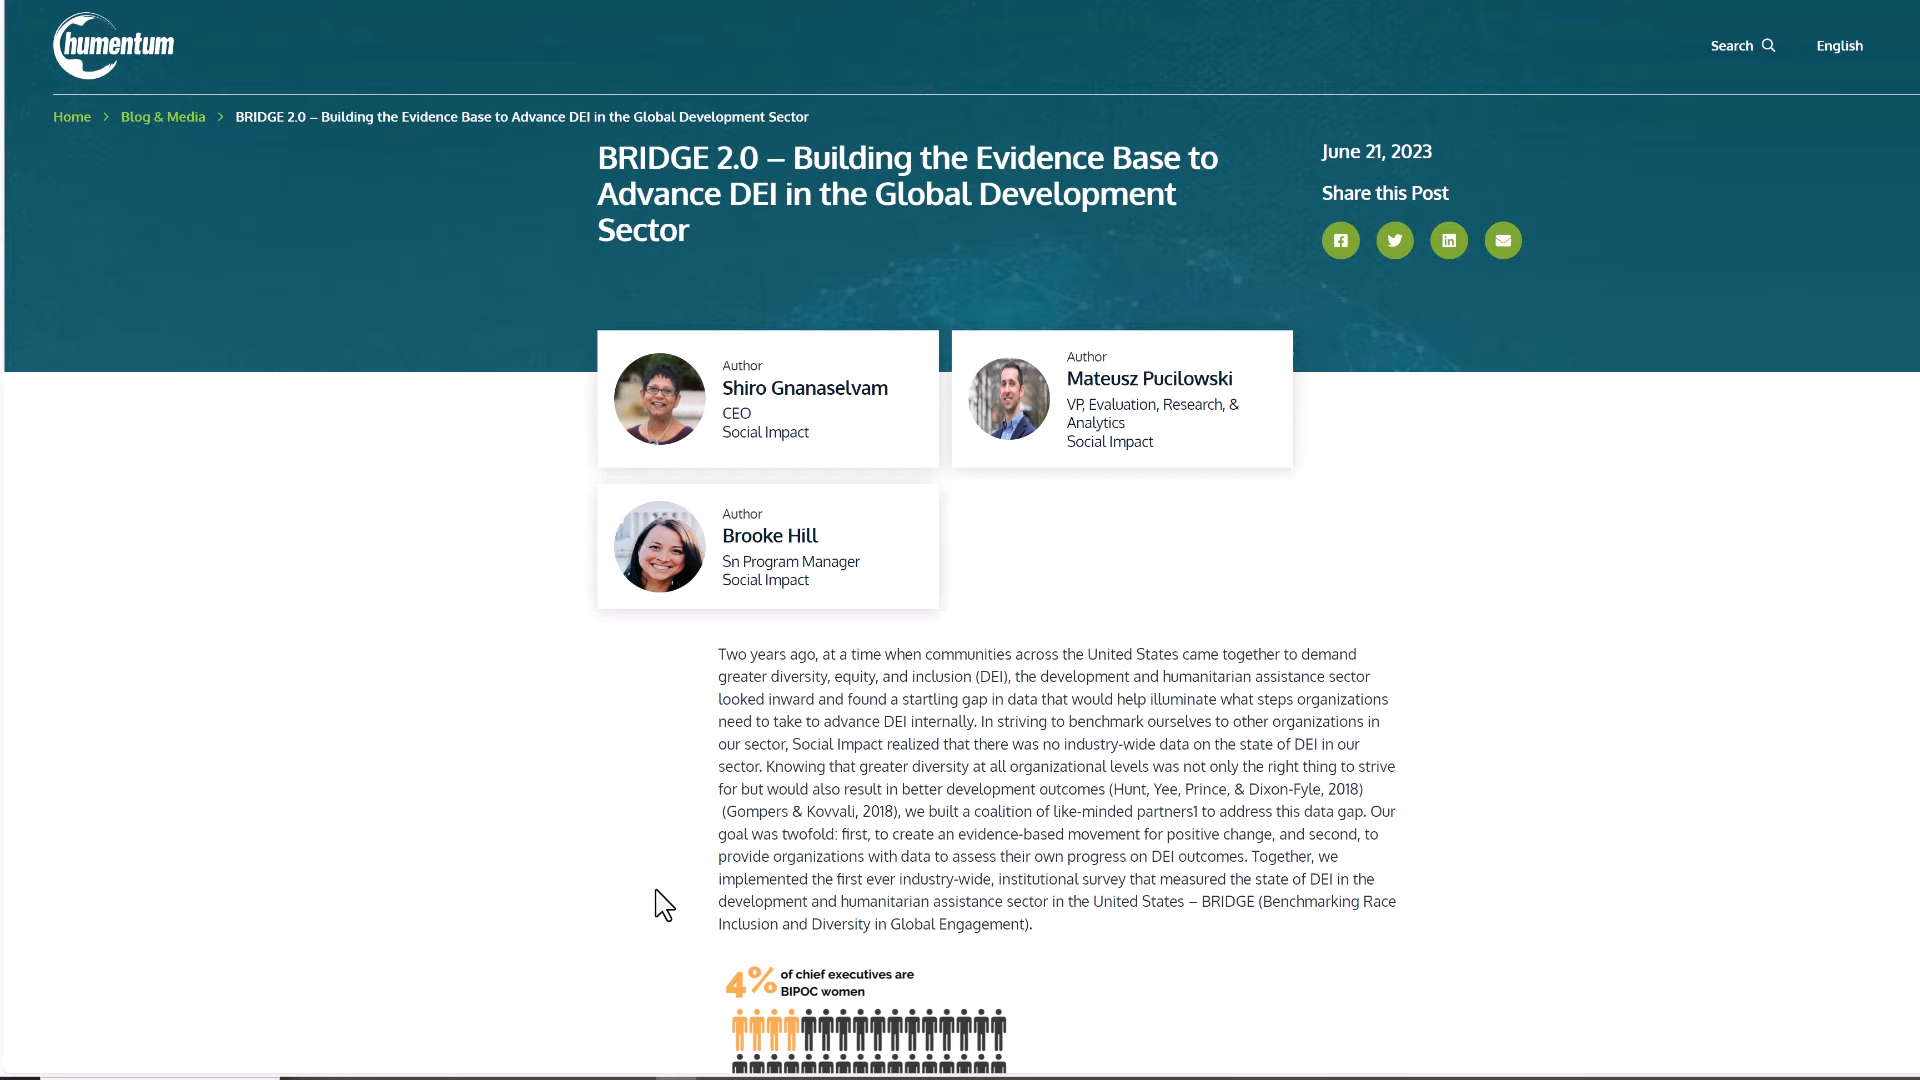 humentum
Search
English
Home > Blog & Media > BRIDGE 2.0 – Building the Evidence Base to Advance DEI in the Global Development Sector
BRIDGE 2.0 – Building the Evidence Base to
Advance DEI in the Global Development
Sector
June 21, 2023
Share this Post
Author
Shiro Gnanaselvam
CEO
Social Impact
Author
Mateusz Pucilowski
VP, Evaluation, Research, &
Analytics
Social Impact
Author
Brooke Hill
Sn Program Manager
Social Impact
Two years ago, at a time when communities across the United States came together to demand
greater diversity, equity, and inclusion (DEI), the development and humanitarian assistance sector
looked inward and found a startling gap in data that would help illuminate what steps organizations
need to take to advance DEI internally. In striving to benchmark ourselves to other organizations in
our sector, Social Impact realized that there was no industry-wide data on the state of DEI in our
sector. Knowing that greater diversity at all organizational levels was not only the right thing to strive
for but would also result in better development outcomes (Hunt, Yee, Prince, & Dixon-Fyle, 2018)
(Gompers & Kovvali, 2018), we built a coalition of like-minded partners1 to address this data gap. Our
goal was twofold: first, to create an evidence-based movement for positive change, and second, to
provide organizations with data to assess their own progress on DEI outcomes. Together, we
implemented the first ever industry-wide, institutional survey that measured the state of DEI in the
development and humanitarian assistance sector in the United States – BRIDGE (Benchmarking Race
Inclusion and Diversity in Global Engagement).
4% of chief executives are
BIPOC women